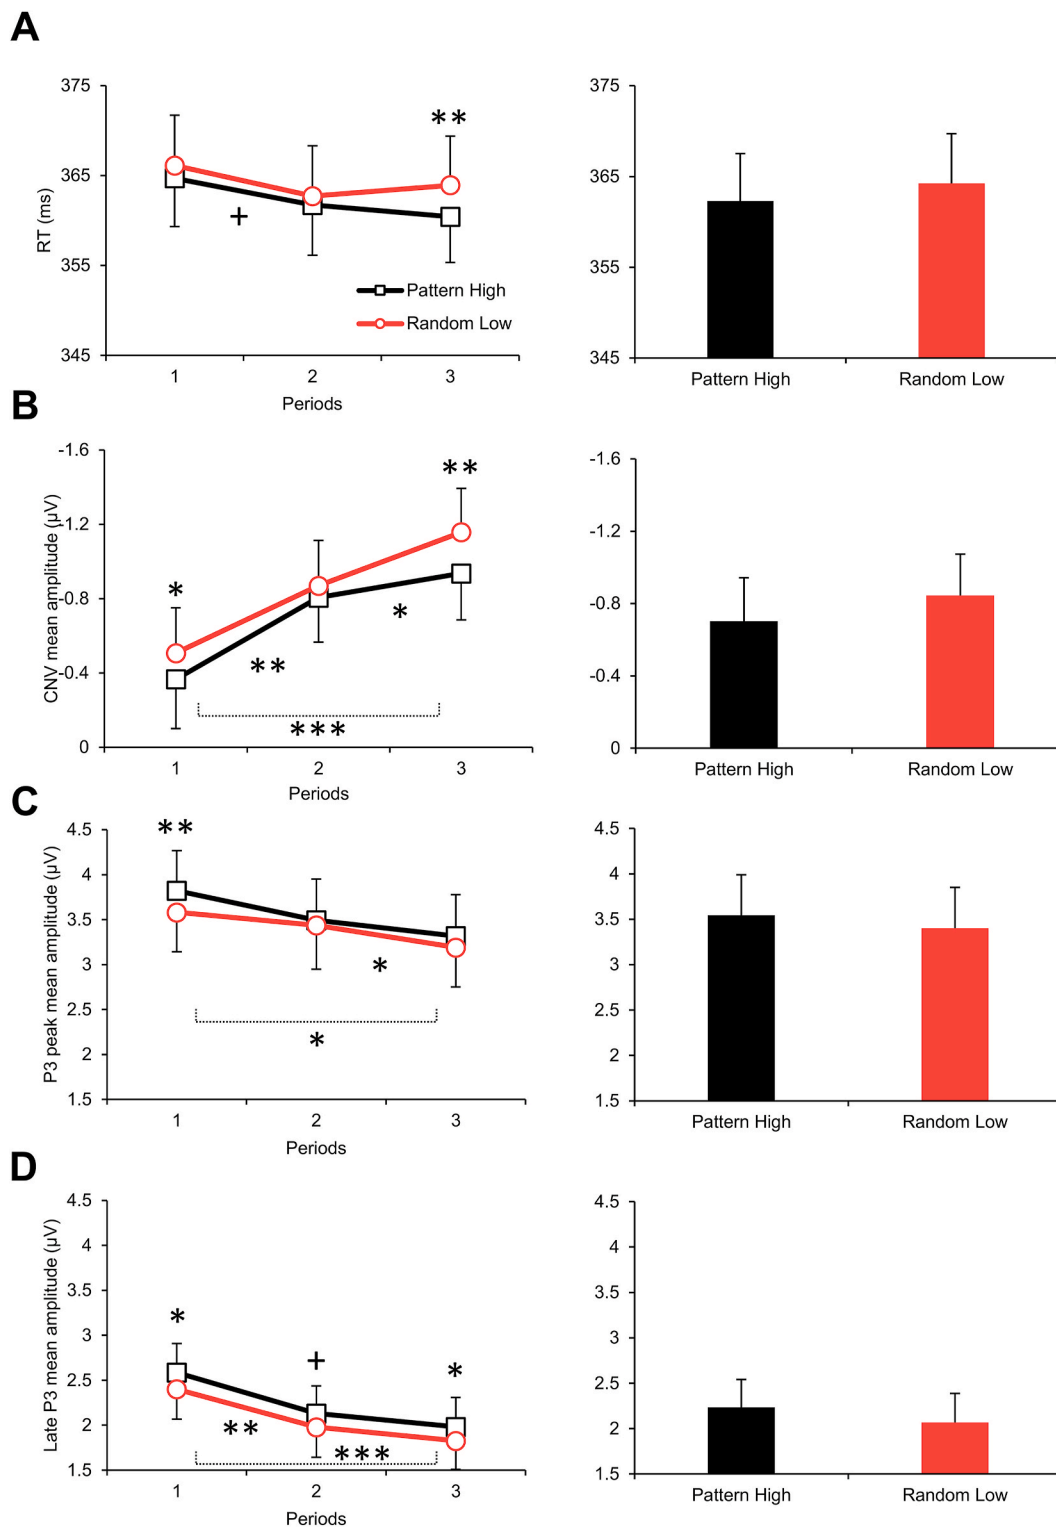 A
375
365
355
345
RT (ms)
**
+
Pattern High
Random Low
1 2 3
Periods
375
365
355
345
Pattern High Random Low
B
-1.6
-1.2
-0.8
-0.4
0
CNV mean amplitude (µV)
**
*
*
**
***
1 2 3
Periods
-1.6
-1.2
-0.8
-0.4
0
Pattern High Random Low
C
4.5
4
3.5
3
2.5
2
1.5
P3 peak mean amplitude (µV)
**
*
*
1 2 3
Periods
4.5
4
3.5
3
2.5
2
1.5
Pattern High Random Low
D
4.5
4
3.5
3
2.5
2
1.5
Late P3 mean amplitude (µV)
*
+
*
**
***
1 2 3
Periods
4.5
4
3.5
3
2.5
2
1.5
Pattern High Random Low